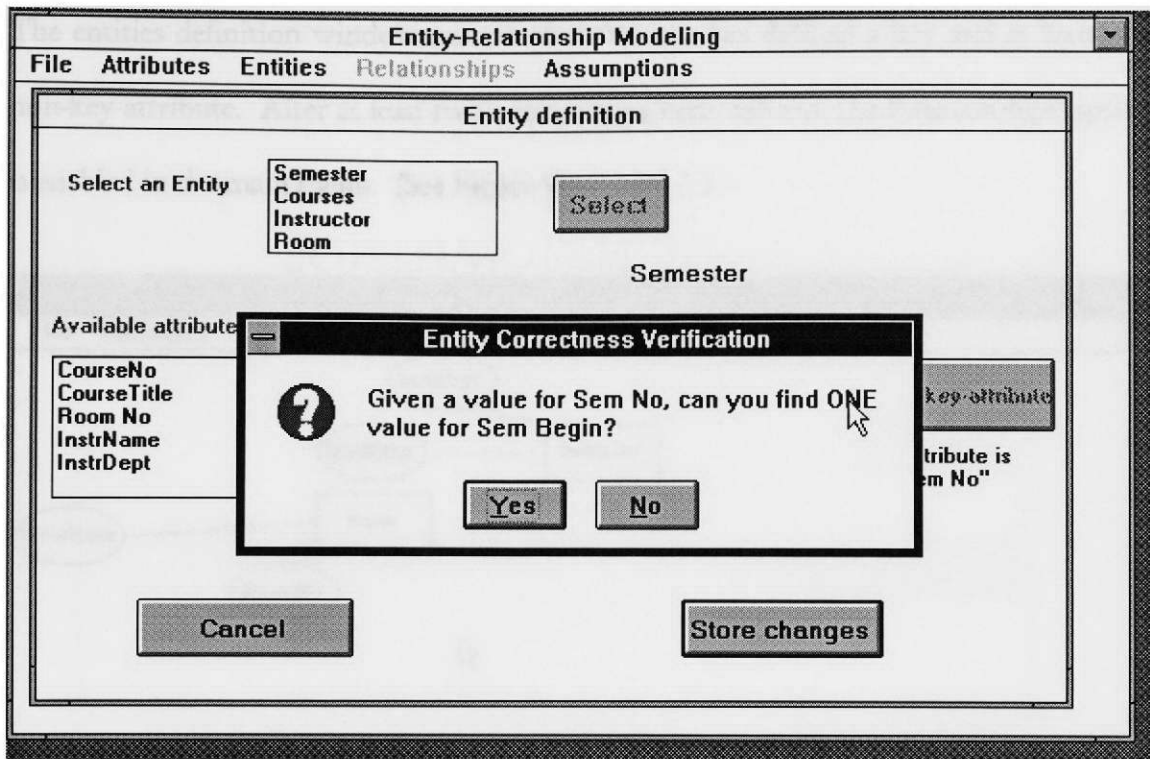 Entity-Relationship Modeling
File Attributes Entities Relationships Assumptions
Entity definition
Select an Entity
Semester
Courses
Instructor
Room
Select
Semester
Available attribute
CourseNo
CourseTitle
Room No
InstrName
InstrDept
Entity Correctness Verification
Given a value for Sem No, can you find ONE
value for Sem Begin?
Yes
No
key-attribute
tribute is
em No"
Cancel
Store changes